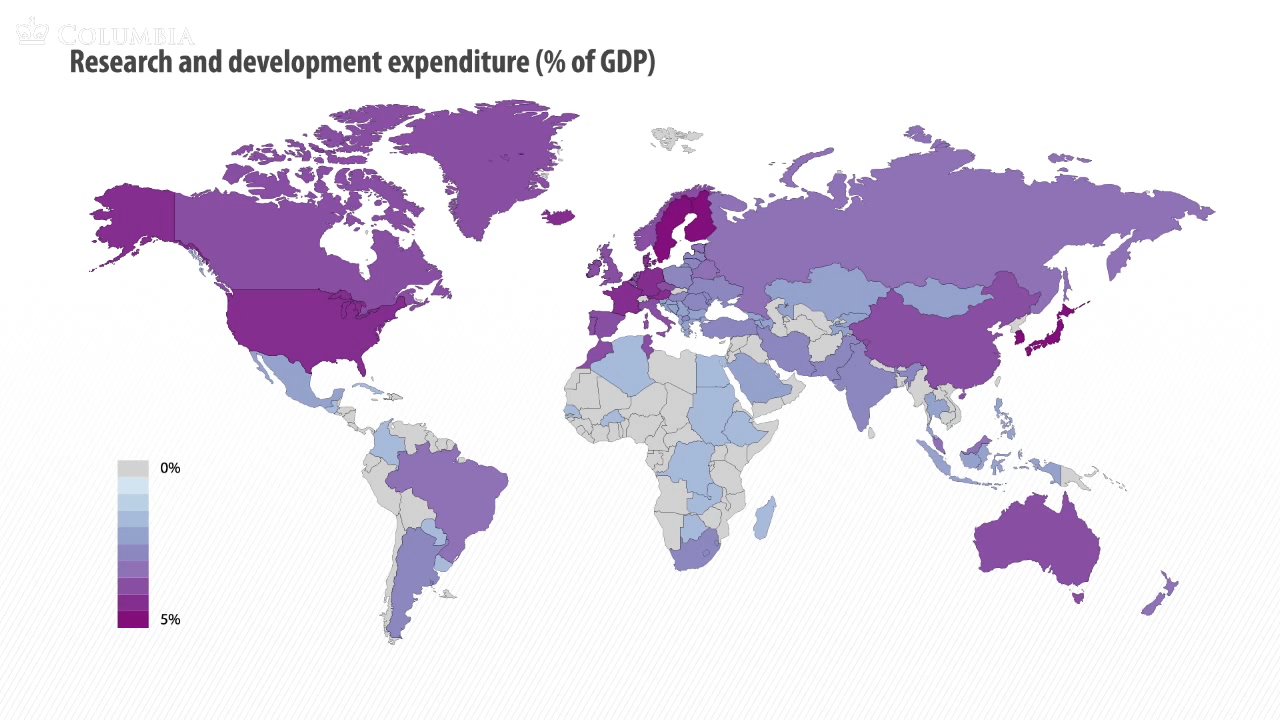 COLUMBIA
Research and development expenditure (% of GDP)
0%
5%